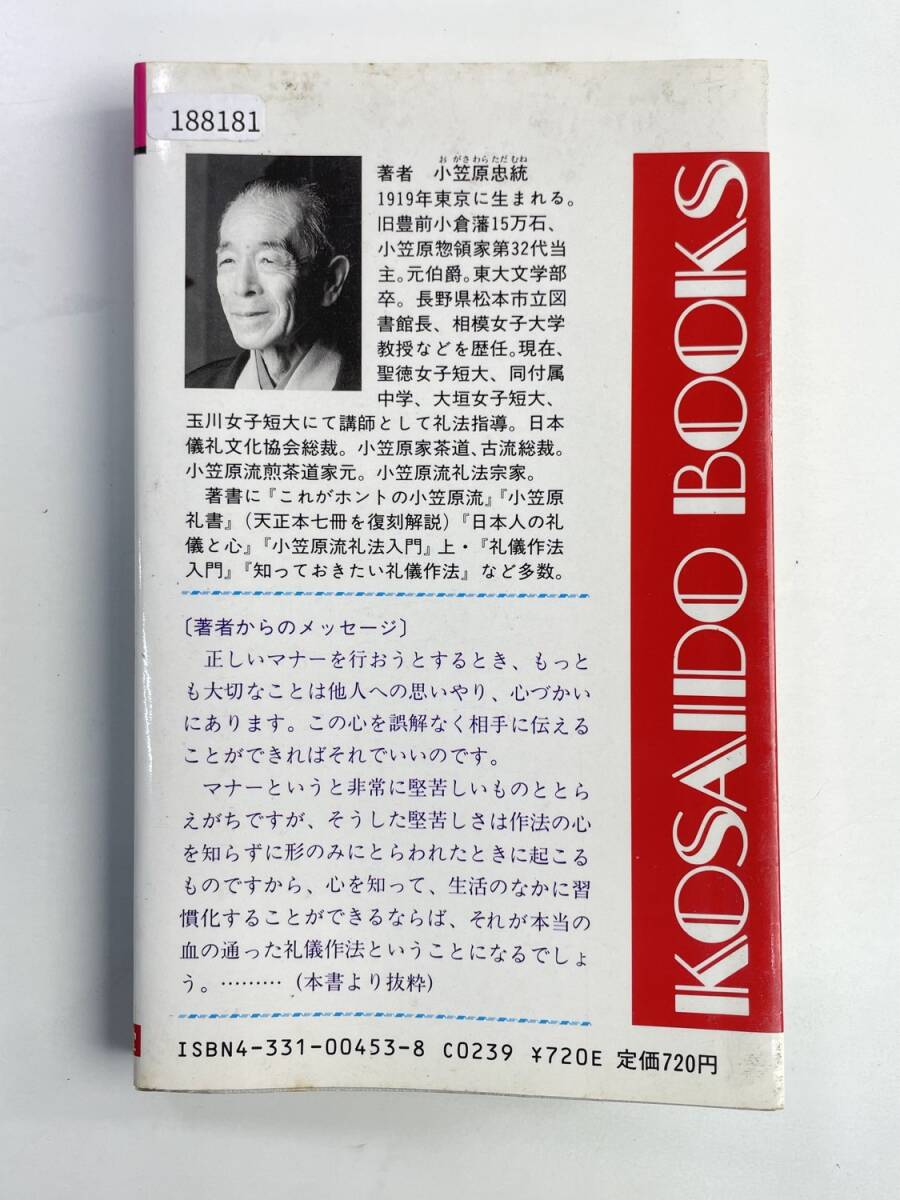 188181
著者 小笠原忠統
おがさわらただむね
1919年東京に生まれる。
旧豊前小倉藩15万石、
小笠原惣領家第32代当
主。元伯爵。東大文学部
卒。長野県松本市立図
書館長、相模女子大学
教授などを歴任。現在、
聖徳女子短大、同付属
中学、大垣女子短大、
玉川女子短大にて講師として礼法指導。日本
儀礼文化協会総裁。小笠原家茶道、古流総裁。
小笠原流煎茶道家元。小笠原流礼法宗家。
著書に『これがホントの小笠原流』『小笠原
礼書』(天正本七冊を復刻解説)『日本人の礼
儀と心』『小笠原流礼法入門』上・『礼儀作法
入門』『知っておきたい礼儀作法』など多数。
〔著者からのメッセージ〕
正しいマナーを行おうとするとき、もっと
も大切なことは他人への思いやり、心づかい
にあります。この心を誤解なく相手に伝える
ことができればそれでいいのです。
マナーというと非常に堅苦しいものととら
えがちですが、そうした堅苦しさは作法の心
を知らずに形のみにとらわれたときに起こる
ものですから、心を知って、生活のなかに習
慣化することができるならば、それが本当の
血の通った礼儀作法ということになるでしょ
う。………(本書より抜粋)
ISBN4-331-00453-8 C0239 ¥720E 定価720円
KOSAIDO BOOKS